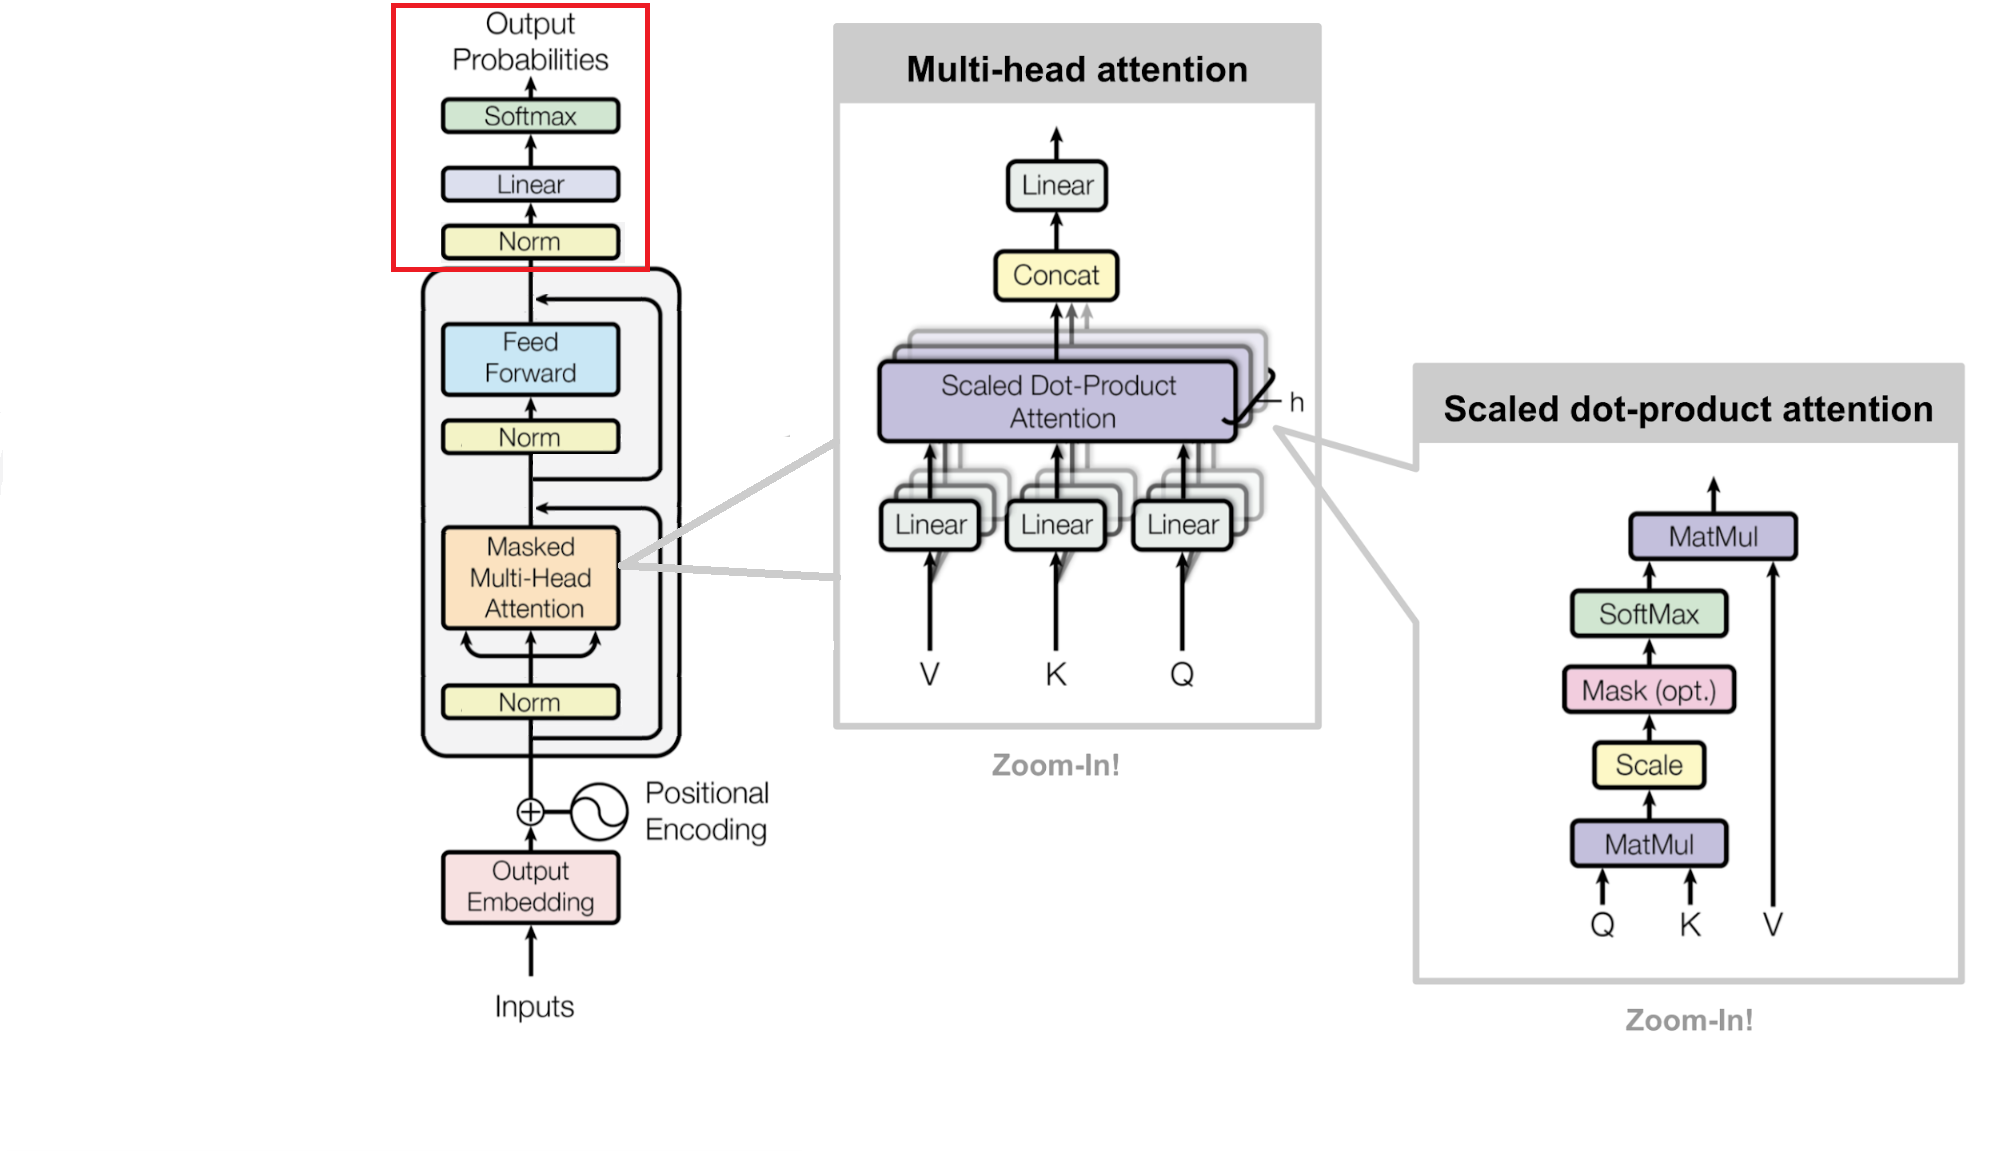 Output
Probabilities
Softmax
Linear
Norm
Feed
Forward
Norm
Masked
Multi-Head
Attention
Norm
Positional
Encoding
Output
Embedding
Inputs
Multi-head attention
Linear
Concat
Scaled Dot-Product
Attention
h
Linear Linear Linear
V K Q
Zoom-In!
Scaled dot-product attention
MatMul
SoftMax
Mask (opt.)
Scale
MatMul
Q K V
Zoom-In!